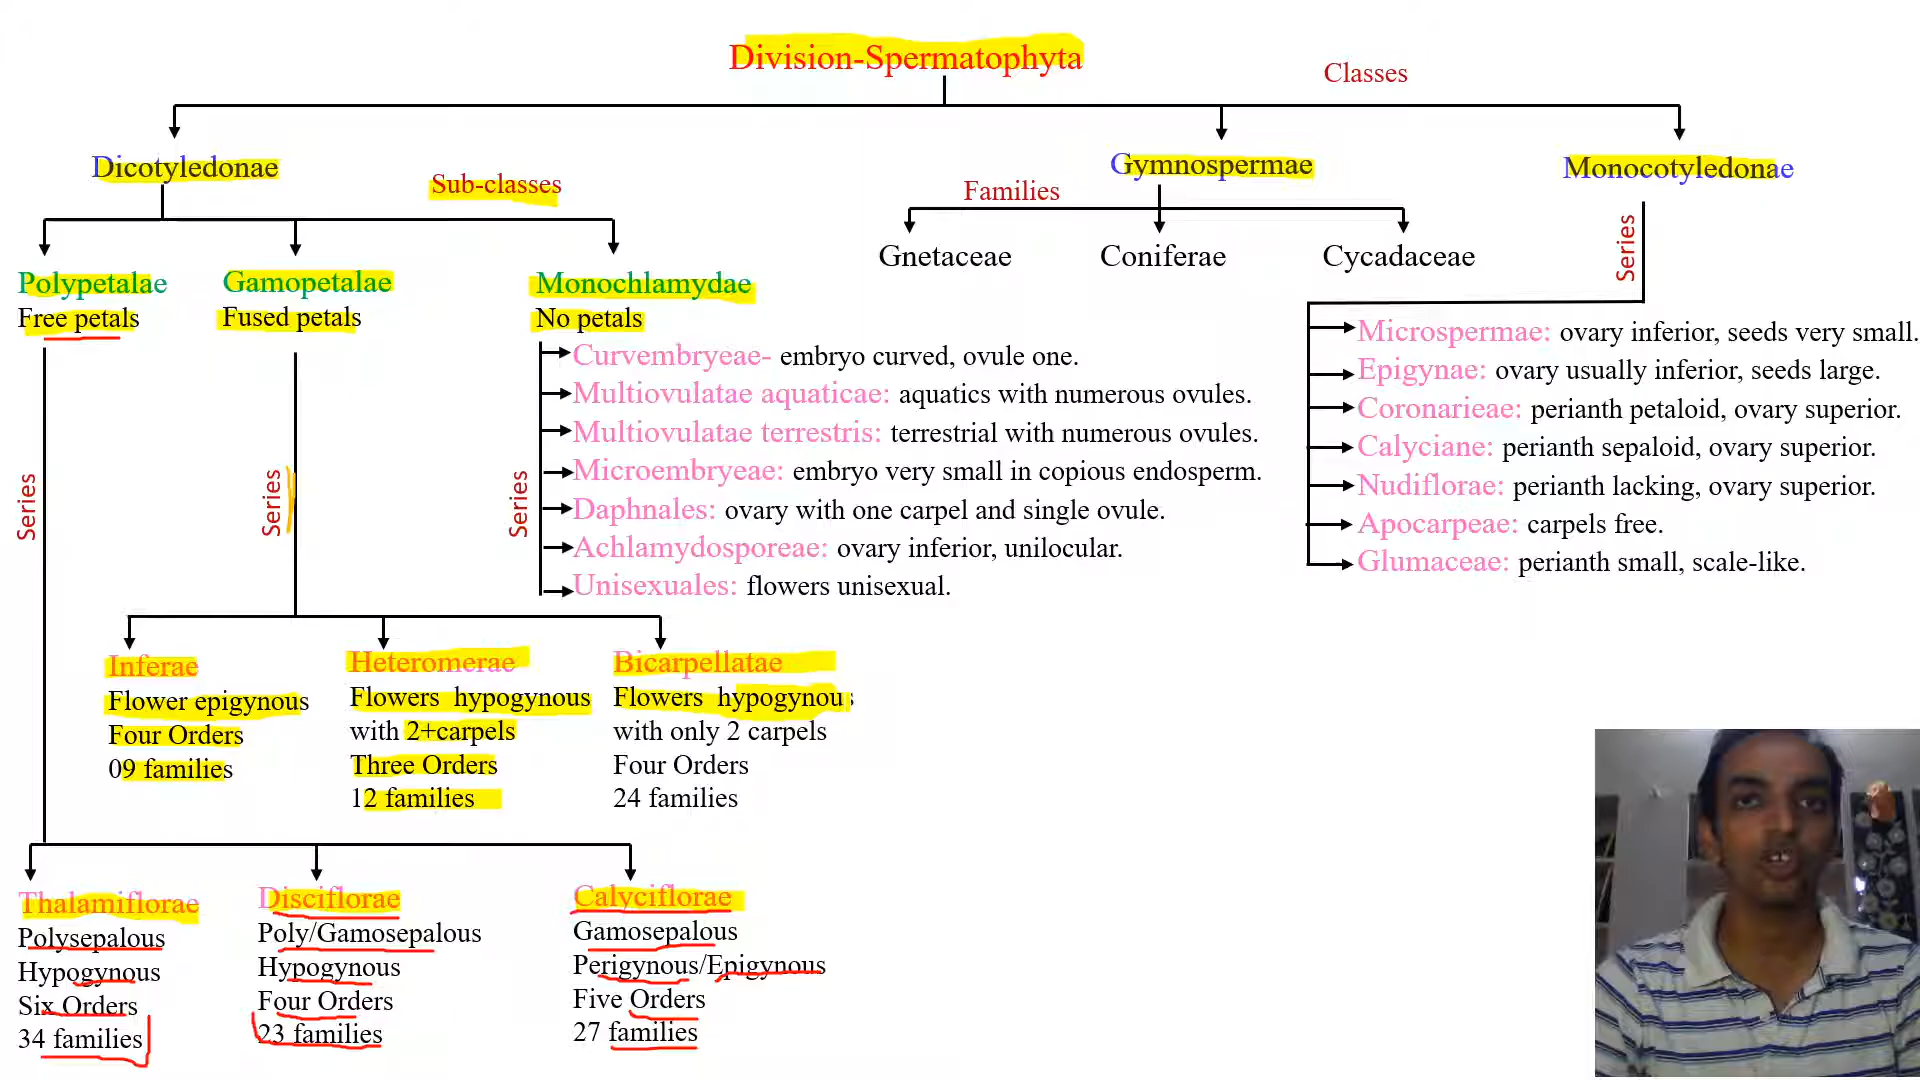 Division-Spermatophyta
Classes
Dicotyledonae
Gymnospermae
Monocotyledonae
Sub-classes
Families
Series
Polypetalae
Free petals
Gamopetalae
Fused petals
Monochlamydae
No petals
Gnetaceae
Coniferae
Cycadaceae
Series
Series
Series
Curvembryeae- embryo curved, ovule one.
Multiovulatae aquaticae: aquatics with numerous ovules.
Multiovulatae terrestris: terrestrial with numerous ovules.
Microembryeae: embryo very small in copious endosperm.
Daphnales: ovary with one carpel and single ovule.
Achlamydosporeae: ovary inferior, unilocular.
Unisexuales: flowers unisexual.
Microspermae: ovary inferior, seeds very small.
Epigynae: ovary usually inferior, seeds large.
Coronarieae: perianth petaloid, ovary superior.
Calyciane: perianth sepaloid, ovary superior.
Nudiflorae: perianth lacking, ovary superior.
Apocarpeae: carpels free.
Glumaceae: perianth small, scale-like.
Inferae
Flower epigynous
Four Orders
09 families
Heteromerae
Flowers hypogynous
with 2+carpels
Three Orders
12 families
Bicarpellatae
Flowers hypogynous
with only 2 carpels
Four Orders
24 families
Thalamiflorae
Polysepalous
Hypogynous
Six Orders
34 families
Disciflorae
Poly/Gamosepalous
Hypogynous
Four Orders
23 families
Calyciflorae
Gamosepalous
Perigynous/Epigynous
Five Orders
27 families